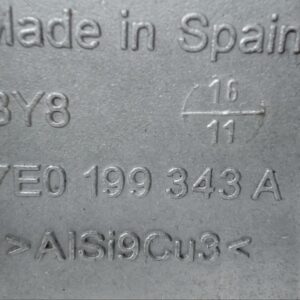 Made in Spain
3Y8
16
11
7E0 199 343 A
>AlSi9Cu3<